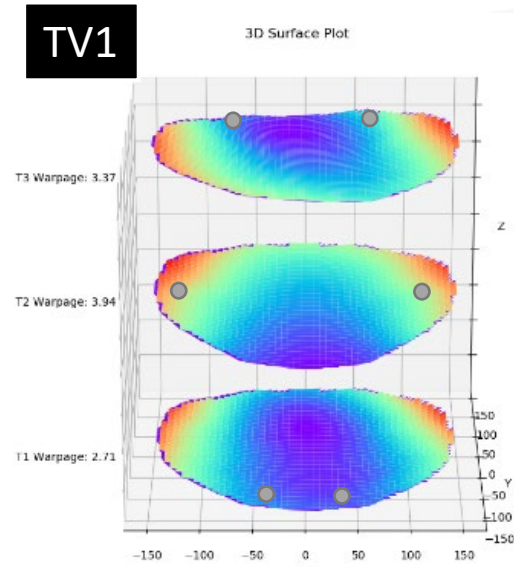 TV1
3D Surface Plot
T3 Warpage: 3.37
Z
T2 Warpage: 3.94
T1 Warpage: 2.71
150
100
50
0
Y
-50
-100
-150
-150 -100 -50 0 50 100 150